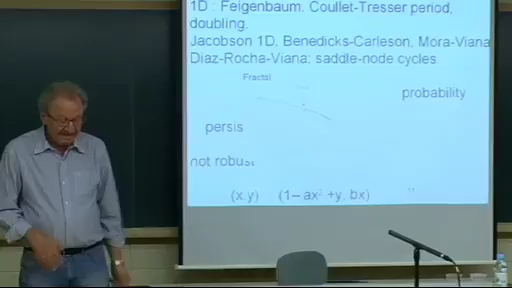 1D : Feigenbaum. Coullet-Tresser period,
doubling.
Jacobson 1D, Benedicks-Carleson, Mora-Viana
Diaz-Rocha-Viana; saddle-node cycles
Fractal
probability
persis
not robust
(x.y) (1– ax² +y, bx)